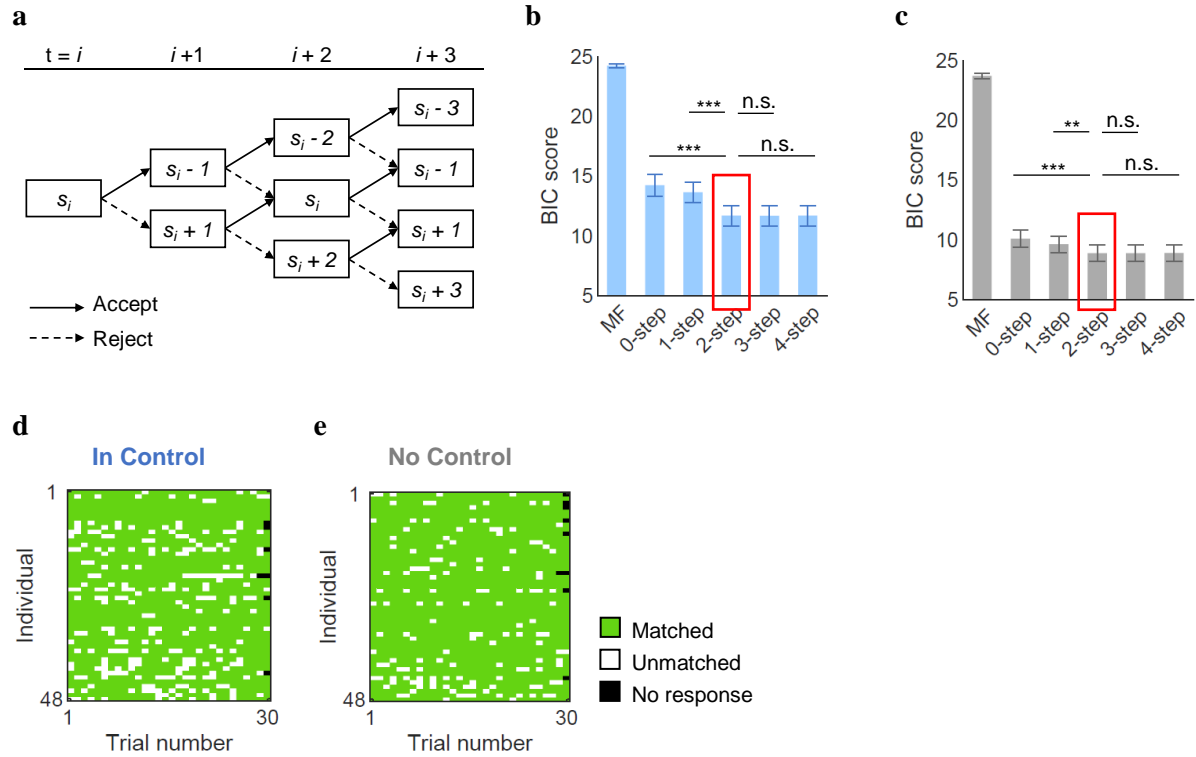 a
t = i
i +1
i + 2
i + 3
s_i
s_i - 1
s_i + 1
s_i - 2
s_i
s_i + 2
s_i - 3
s_i - 1
s_i + 1
s_i + 3
Accept
Reject
b
BIC score
25
20
15
10
5
***
n.s.
***
n.s.
MF
0-step
1-step
2-step
3-step
4-step
c
BIC score
25
20
15
10
5
**
n.s.
***
n.s.
MF
0-step
1-step
2-step
3-step
4-step
d
In Control
Individual
1
48
1
30
Trial number
e
No Control
Individual
1
48
1
30
Trial number
Matched
Unmatched
No response